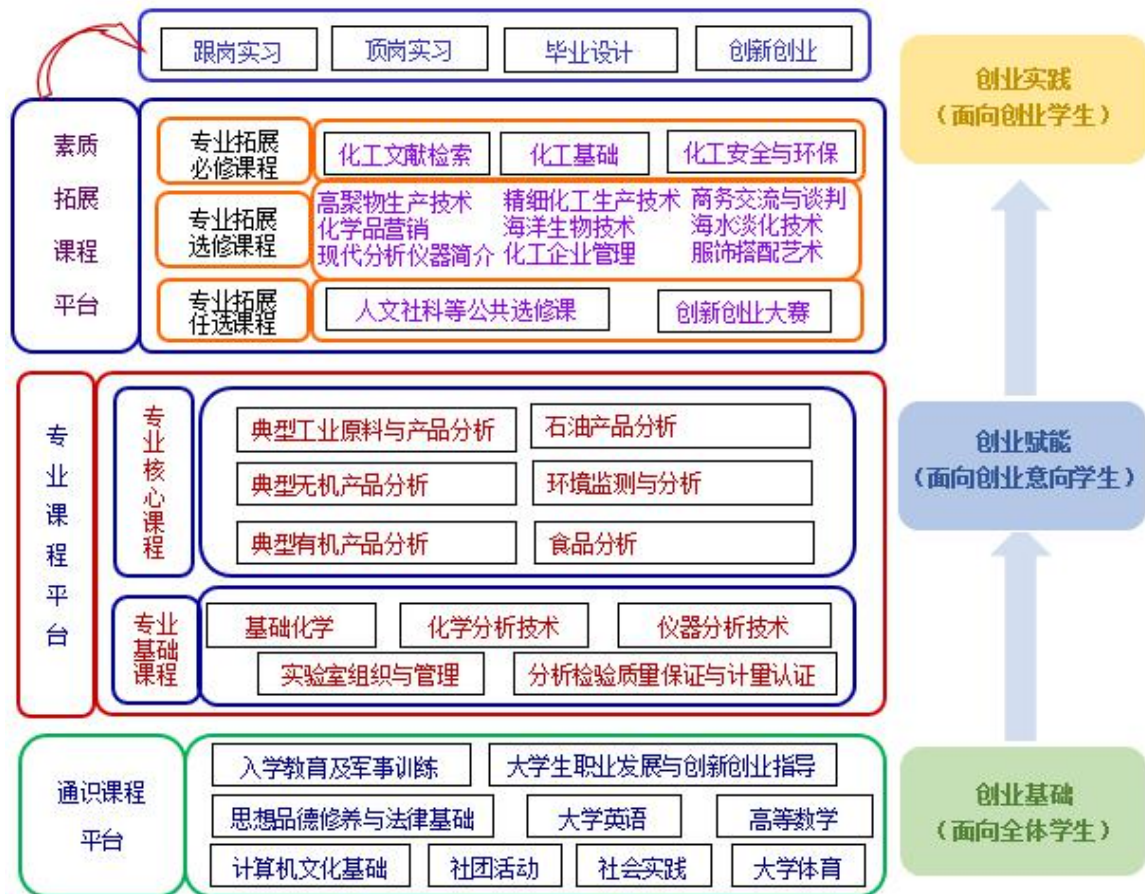 跟岗实习 顶岗实习 毕业设计 创新创业
素质
拓展
课程
平台
专业拓展
必修课程
化工文献检索 化工基础 化工安全与环保
专业拓展
选修课程
高聚物生产技术 精细化工生产技术 商务交流与谈判
化学品营销 海洋生物技术 海水淡化技术
现代分析仪器简介 化工企业管理 服饰搭配艺术
专业拓展
任选课程
人文社科等公共选修课 创新创业大赛
专
业
课
程
平
台
专
业
核
心
课
程
典型工业原料与产品分析 石油产品分析
典型无机产品分析 环境监测与分析
典型有机产品分析 食品分析
专业
基础
课程
基础化学 化学分析技术 仪器分析技术
实验室组织与管理 分析检验质量保证与计量认证
通识课程
平台
入学教育及军事训练 大学生职业发展与创新创业指导
思想品德修养与法律基础 大学英语 高等数学
计算机文化基础 社团活动 社会实践 大学体育
创业实践
（面向创业学生）
创业赋能
（面向创业意向学生）
创业基础
（面向全体学生）